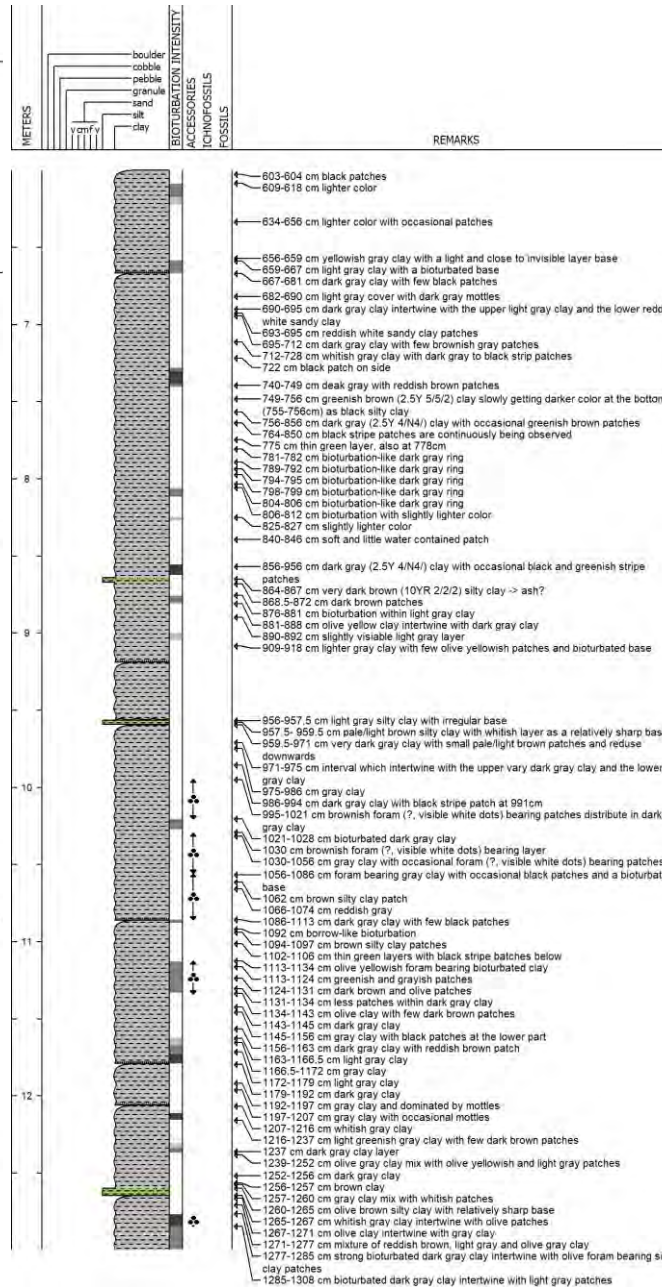 boulder
cobble
pebble
granule
sand
v c m f v
silt
clay
METERS
BIOTURBATION INTENSITY
ACCESSORIES
ICHNOFOSSILS
FOSSILS
REMARKS
603-604 cm black patches
609-618 cm lighter color
634-656 cm lighter color with occasional patches
656-659 cm yellowish gray clay with a light and close to invisible layer base
659-667 cm light gray clay with a bioturbated base
667-681 cm dark gray clay with few black patches
682-690 cm light gray cover with dark gray mottles
690-695 cm dark gray clay intertwine with the upper light gray clay and the lower redd
white sandy clay
693-695 cm reddish white sandy clay patches
695-712 cm dark gray clay with few brownish gray patches
7
712-728 cm whitish gray clay with dark gray to black strip patches
722 cm black patch on side
740-749 cm deak gray with reddish brown patches
749-756 cm greenish brown (2.5Y 5/5/2) clay slowly getting darker color at the bottom
(755-756cm) as black silty clay
756-856 cm dark gray (2.5Y 4/N4/) clay with occasional greenish brown patches
764-850 cm black stripe patches are continuously being observed
775 cm thin green layer, also at 778cm
781-782 cm bioturbation-like dark gray ring
789-792 cm bioturbation-like dark gray ring
8
794-795 cm bioturbation-like dark gray ring
798-799 cm bioturbation-like dark gray ring
804-806 cm bioturbation-like dark gray ring
806-812 cm bioturbation with slightly lighter color
825-827 cm slightly lighter color
840-846 cm soft and little water contained patch
856-956 cm dark gray (2.5Y 4/N4/) clay with occasional black and greenish stripe
patches
864-867 cm very dark brown (10YR 2/2/2) silty clay -> ash?
868.5-872 cm dark brown patches
876-881 cm bioturbation within light gray clay
881-888 cm olive yellow clay intertwine with dark gray clay
9
890-892 cm slightly visiable light gray layer
909-918 cm lighter gray clay with few olive yellowish patches and bioturbated base
956-957.5 cm light gray silty clay with irregular base
957.5- 959.5 cm pale/light brown silty clay with whitish layer as a relatively sharp bas
959.5-971 cm very dark gray clay with small pale/light brown patches and reduse
downwards
971-975 cm interval which intertwine with the upper vary dark gray clay and the lower
gray clay
10
975-986 cm gray clay
986-994 cm dark gray clay with black stripe patch at 991cm
995-1021 cm brownish foram (?, visible white dots) bearing patches distribute in dark
gray clay
1021-1028 cm bioturbated dark gray clay
1030 cm brownish foram (?, visible white dots) bearing layer
1030-1056 cm gray clay with occasional foram (?, visible white dots) bearing patches
1056-1086 cm foram bearing gray clay with occasional black patches and a bioturbat
base
1062 cm brown silty clay patch
1066-1074 cm reddish gray
1086-1113 cm dark gray clay with few black patches
11
1092 cm borrow-like bioturbation
1094-1097 cm brown silty clay patches
1102-1106 cm thin green layers with black stripe batches below
1113-1134 cm olive yellowish foram bearing bioturbated clay
1113-1124 cm greenish and grayish patches
1124-1131 cm dark brown and olive patches
1131-1134 cm less patches within dark gray clay
1134-1143 cm olive clay with few dark brown patches
1143-1145 cm dark gray clay
1145-1156 cm gray clay with black patches at the lower part
1156-1163 cm dark gray clay with reddish brown patch
1163-1166.5 cm light gray clay
1166.5-1172 cm gray clay
1172-1179 cm light gray clay
12
1179-1192 cm dark gray clay
1192-1197 cm gray clay and dominated by mottles
1197-1207 cm gray clay with occasional mottles
1207-1216 cm whitish gray clay
1216-1237 cm light greenish gray clay with few dark brown patches
1237 cm dark gray clay layer
1239-1252 cm olive gray clay mix with olive yellowish and light gray patches
1252-1256 cm dark gray clay
1256-1257 cm brown clay
1257-1260 cm gray clay mix with whitish patches
1260-1265 cm olive brown silty clay with relatively sharp base
1265-1267 cm whitish gray clay intertwine with olive patches
1267-1271 cm olive clay intertwine with gray clay
1271-1277 cm mixture of reddish brown, light gray and olive gray clay
1277-1285 cm strong bioturbated dark gray clay intertwine with olive foram bearing si
clay patches
1285-1308 cm bioturbated dark gray clay intertwine with light gray patches